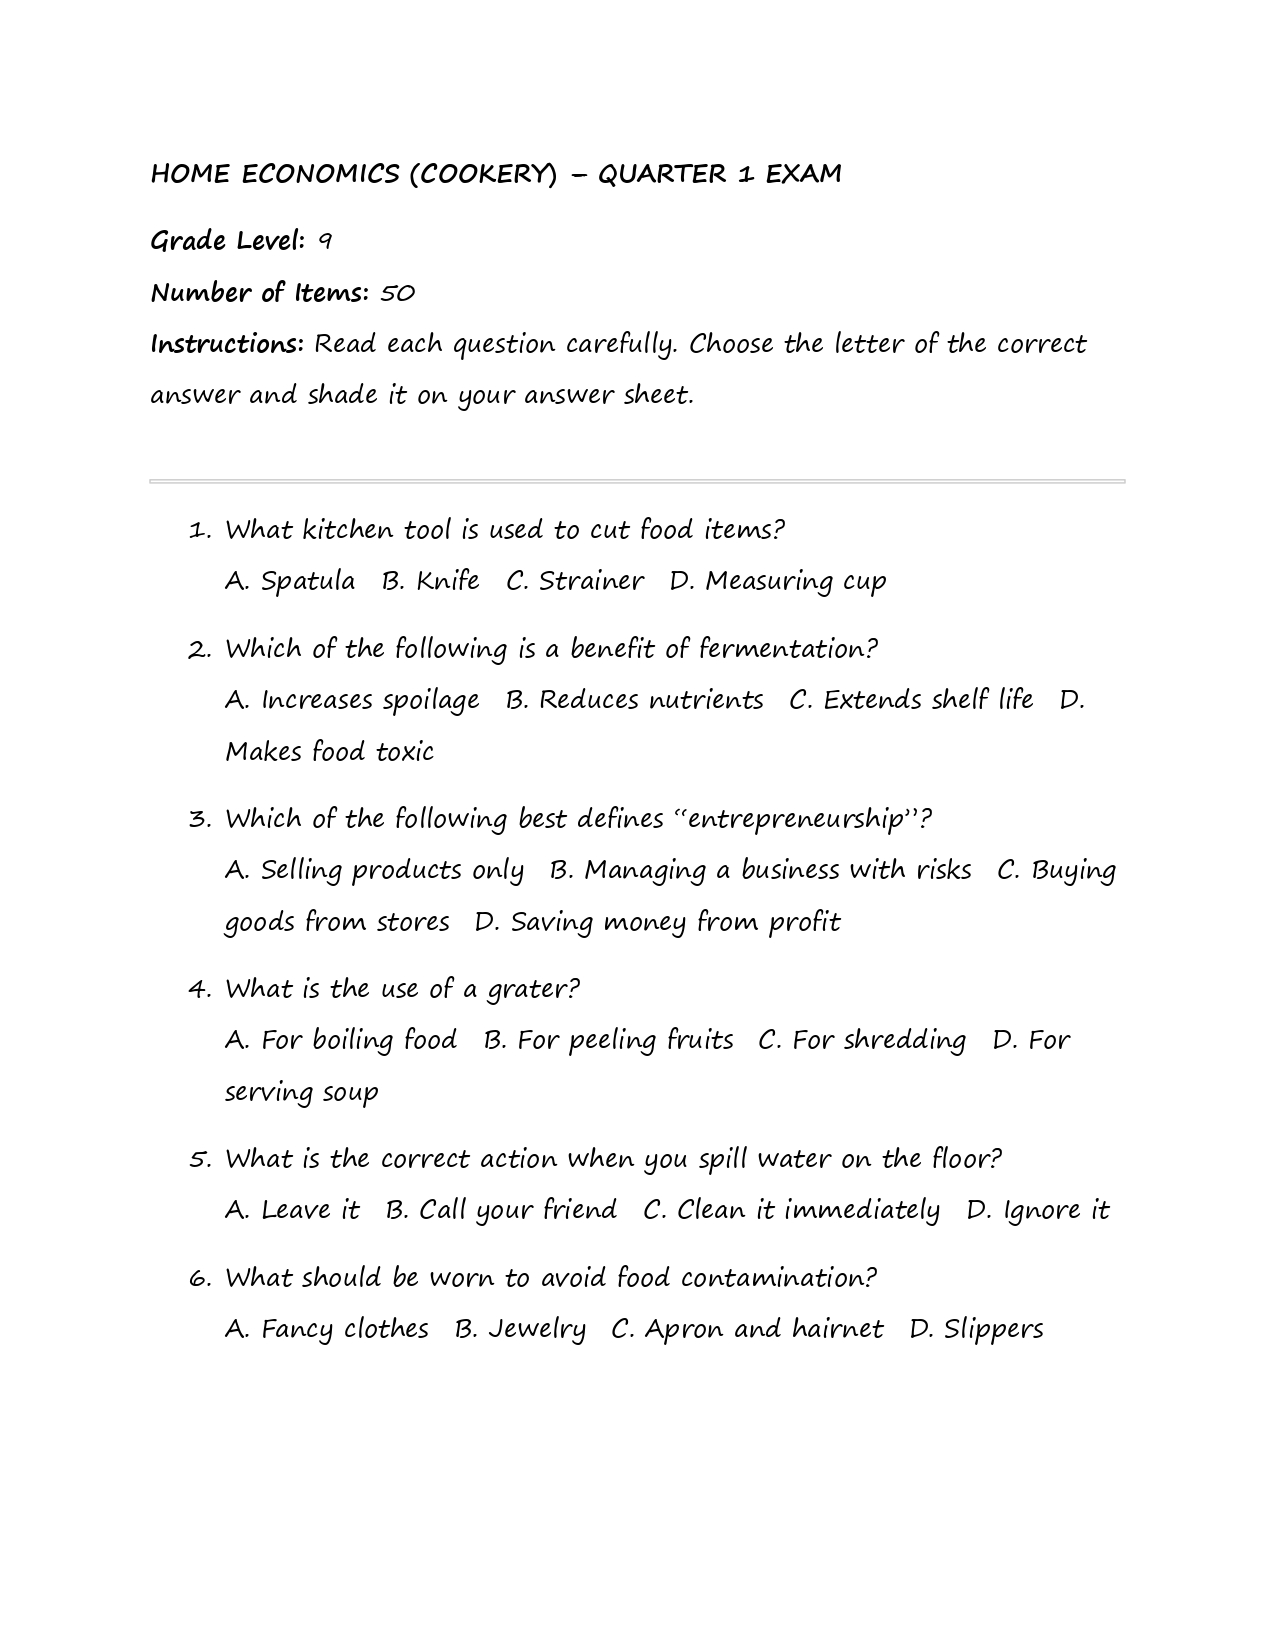 HOME ECONOMICS (COOKERY) – QUARTER 1 EXAM
Grade Level: 9
Number of Items: 50
Instructions: Read each question carefully. Choose the letter of the correct
answer and shade it on your answer sheet.
1. What kitchen tool is used to cut food items?
A. Spatula B. Knife C. Strainer D. Measuring cup
2. Which of the following is a benefit of fermentation?
A. Increases spoilage B. Reduces nutrients C. Extends shelf life D.
Makes food toxic
3. Which of the following best defines “entrepreneurship”?
A. Selling products only B. Managing a business with risks C. Buying
goods from stores D. Saving money from profit
4. What is the use of a grater?
A. For boiling food B. For peeling fruits C. For shredding D. For
serving soup
5. What is the correct action when you spill water on the floor?
A. Leave it B. Call your friend C. Clean it immediately D. Ignore it
6. What should be worn to avoid food contamination?
A. Fancy clothes B. Jewelry C. Apron and hairnet D. Slippers